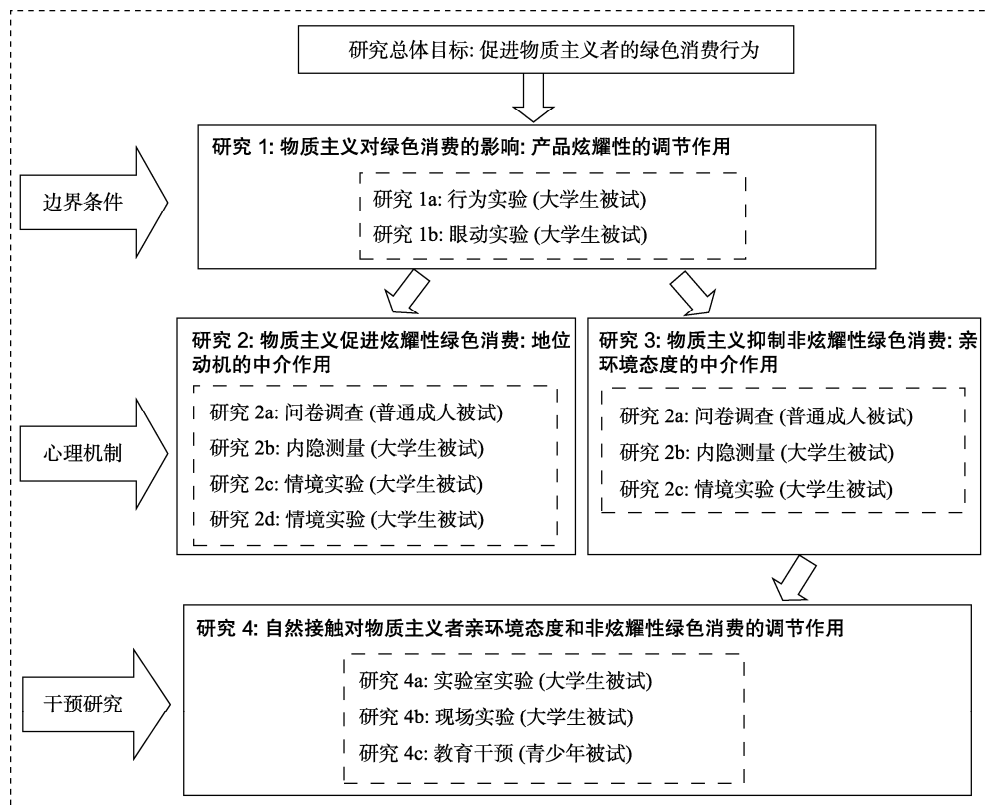 研究总体目标: 促进物质主义者的绿色消费行为
边界条件
研究 1: 物质主义对绿色消费的影响: 产品炫耀性的调节作用
研究 1a: 行为实验 (大学生被试)
研究 1b: 眼动实验 (大学生被试)
心理机制
研究 2: 物质主义促进炫耀性绿色消费: 地位
动机的中介作用
研究 2a: 问卷调查 (普通成人被试)
研究 2b: 内隐测量 (大学生被试)
研究 2c: 情境实验 (大学生被试)
研究 2d: 情境实验 (大学生被试)
研究 3: 物质主义抑制非炫耀性绿色消费: 亲
环境态度的中介作用
研究 2a: 问卷调查 (普通成人被试)
研究 2b: 内隐测量 (大学生被试)
研究 2c: 情境实验 (大学生被试)
干预研究
研究 4: 自然接触对物质主义者亲环境态度和非炫耀性绿色消费的调节作用
研究 4a: 实验室实验 (大学生被试)
研究 4b: 现场实验 (大学生被试)
研究 4c: 教育干预 (青少年被试)